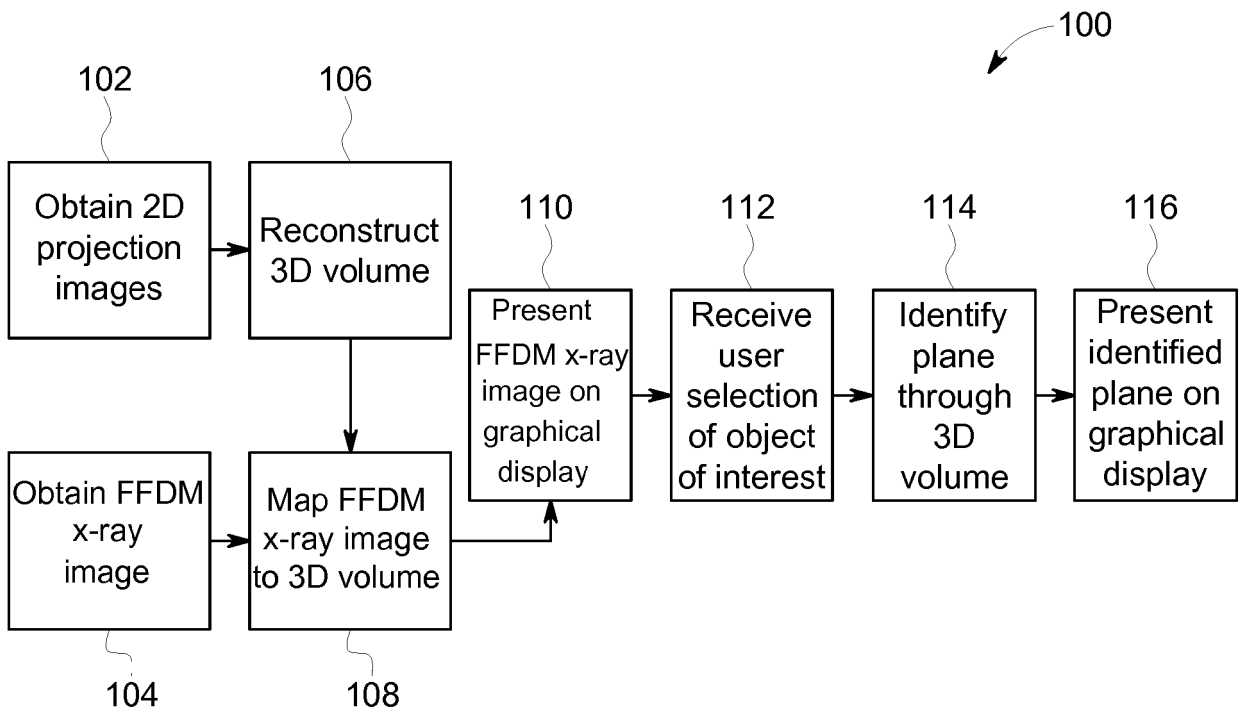 100
102
106
Obtain 2D
projection
images
Reconstruct
3D volume
110
112
114
116
Present
FFDM x-ray
image on
graphical
display
Receive
user
selection
of object
of interest
Identify
plane
through
3D
volume
Present
identified
plane on
graphical
display
Obtain FFDM
x-ray
image
Map FFDM
x-ray image
to 3D volume
104
108